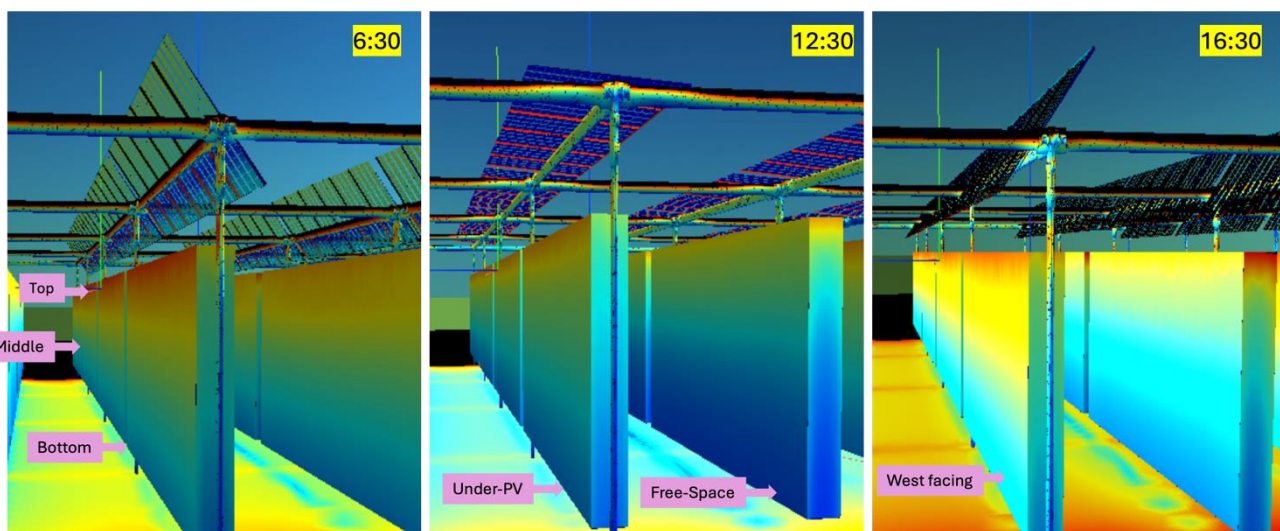 6:30
12:30
16:30
Top
Middle
Bottom
Under-PV
Free-Space
West facing